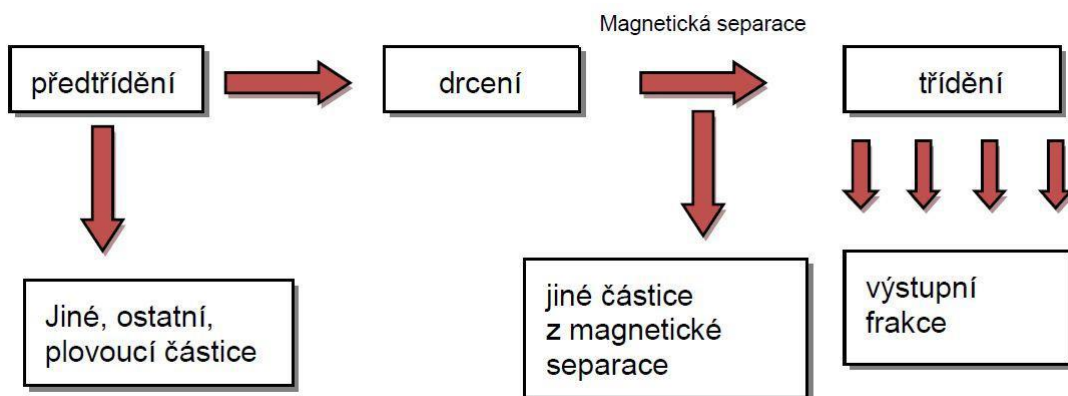 Magnetická separace
předtřídění
drcení
třídění
Jiné, ostatní,
plovoucí částice
jiné částice
z magnetické
separace
výstupní
frakce